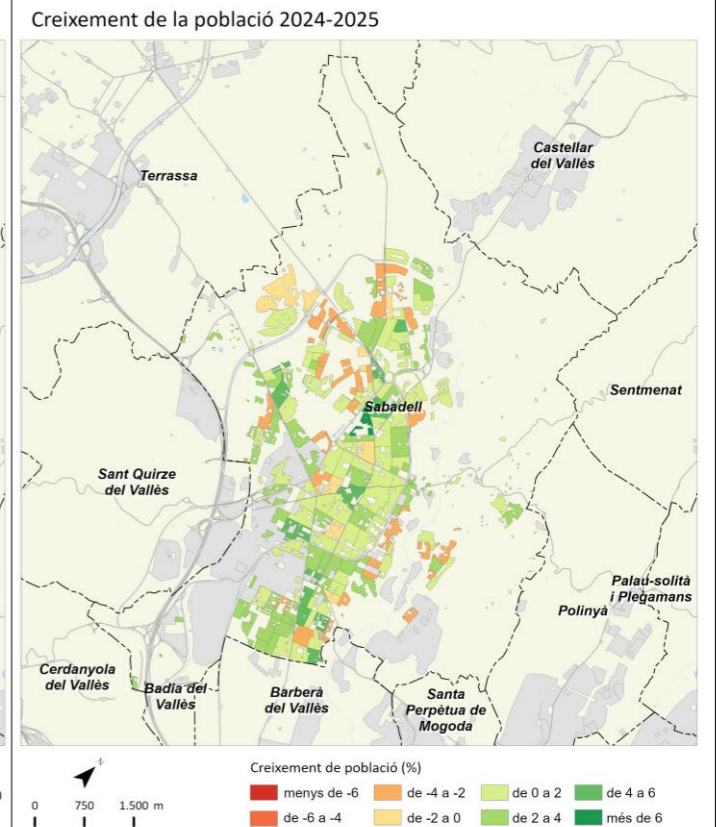 Creixement de la població 2024-2025
Castellar
del Vallès
Terrassa
Sentmenat
Sabadell
Sant Quirze
del Vallès
Palau-solità
i Plegamans
Polinyà
Cerdanyola
del Vallès
Badia del
Vallès
Barberà
del Vallès
Santa
Perpètua de
Mogoda
N
0 750 1.500 m
Creixement de població (%)
menys de -6
de -4 a -2
de 0 a 2
de 4 a 6
de -6 a -4
de -2 a 0
de 2 a 4
més de 6